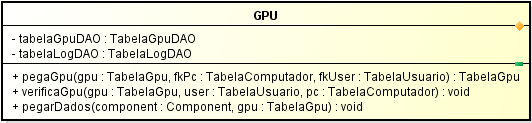 GPU
- tabelaGpuDAO : TabelaGpuDAO
- tabelaLogDAO : TabelaLogDAO
+ pegaGpu(gpu : TabelaGpu, fkPc : TabelaComputador, fkUser : TabelaUsuario) : TabelaGpu
+ verificaGpu(gpu : TabelaGpu, user : TabelaUsuario, pc : TabelaComputador) : void
+ pegarDados(component : Component, gpu : TabelaGpu) : void